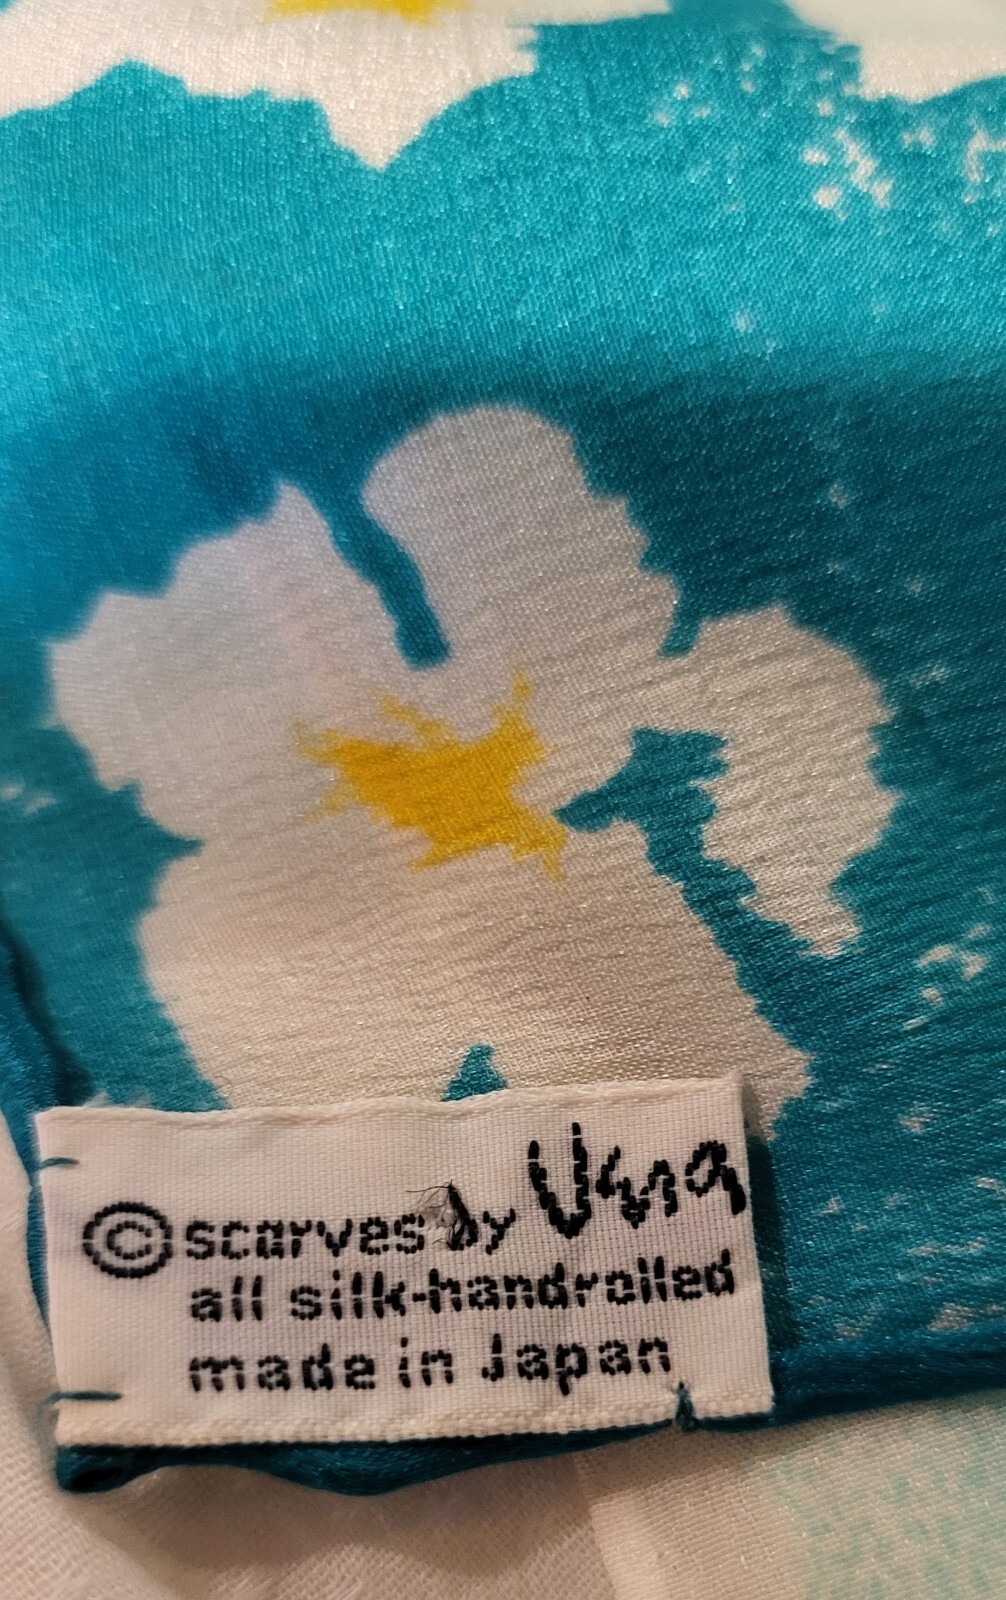 © scarves by Vera
all silk-handrolled
made in Japan